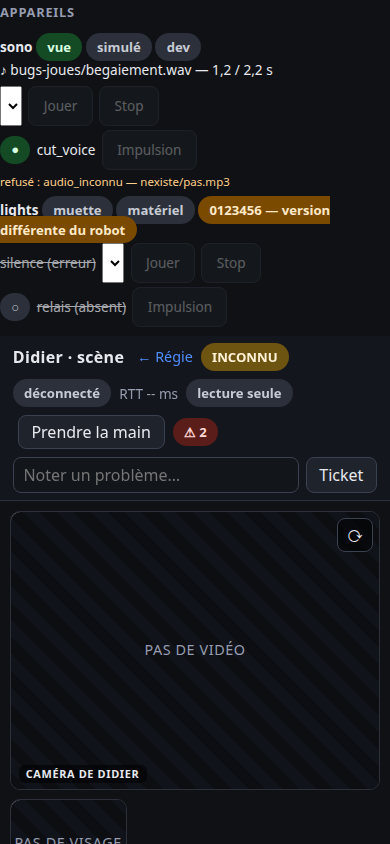 APPAREILS
sono vue simulé dev
♪ bugs-joues/begaiement.wav — 1,2 / 2,2 s
Jouer Stop
cut_voice Impulsion
refusé : audio_inconnu — nexiste/pas.mp3
lights muette matériel 0123456 — version
différente du robot
silence (erreur) Jouer Stop
relais (absent) Impulsion
Didier · scène ← Régie INCONNU
déconnecté RTT -- ms lecture seule
Prendre la main ⚠ 2
Noter un problème... Ticket
PAS DE VIDÉO
CAMÉRA DE DIDIER
PAS DE VISAGE